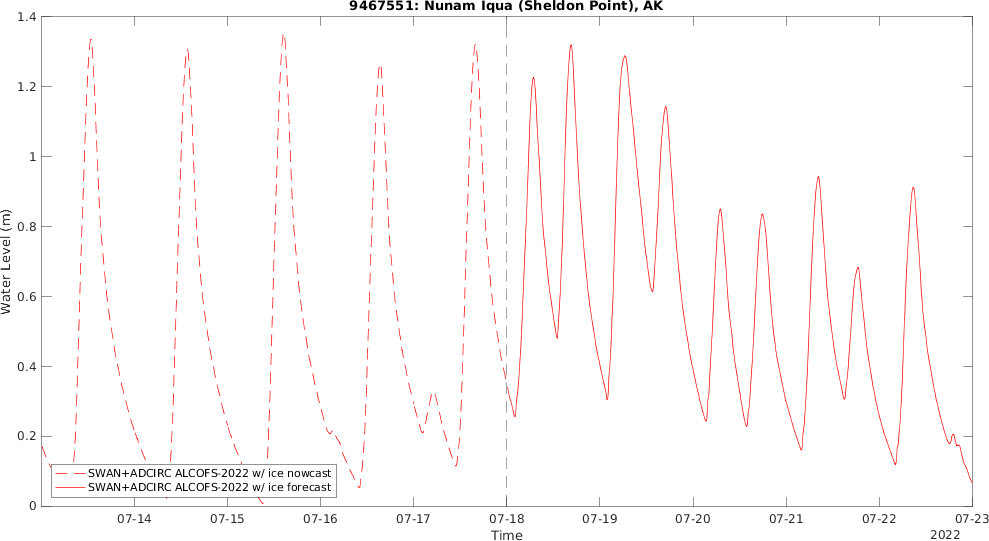 9467551: Nunam Iqua (Sheldon Point), AK
1.4
1.2
1
0.8
0.6
0.4
0.2
0
Water Level (m)
SWAN+ADCIRC ALCOFS-2022 w/ ice nowcast
SWAN+ADCIRC ALCOFS-2022 w/ ice forecast
07-14 07-15 07-16 07-17 07-18 07-19 07-20 07-21 07-22 07-23
Time
2022